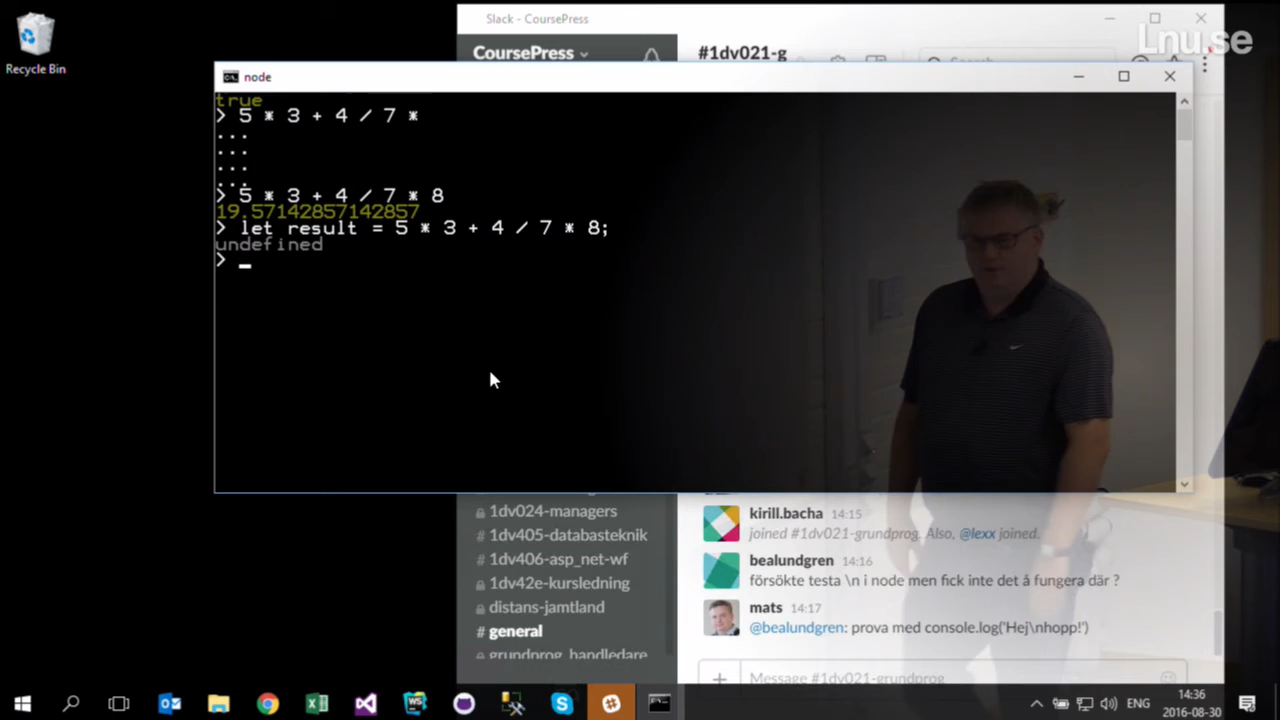 Slack - CoursePress
Lnu.se
Recycle Bin
CoursePress
#1dv021-g
Search
node
true
> 5 * 3 + 4 / 7 *
...
...
...
...
> 5 * 3 + 4 / 7 * 8
19.57142857142857
> let result = 5 * 3 + 4 / 7 * 8;
undefined
>
1dv024-managers
# 1dv405-databasteknik
# 1dv406-asp_net-wf
1dv42e-kursledning
distans-jamtland
# general
grundprog_handledare
kirill.bacha 14:15
joined #1dv021-grundprog. Also, @lexx joined.
bealundgren 14:16
försökte testa \n i node men fick inte det å fungera där ?
mats 14:17
@bealundgren: prova med console.log('Hej\nhopp!')
+ Message #1dv021-grundprog
ENG
14:36
2016-08-30